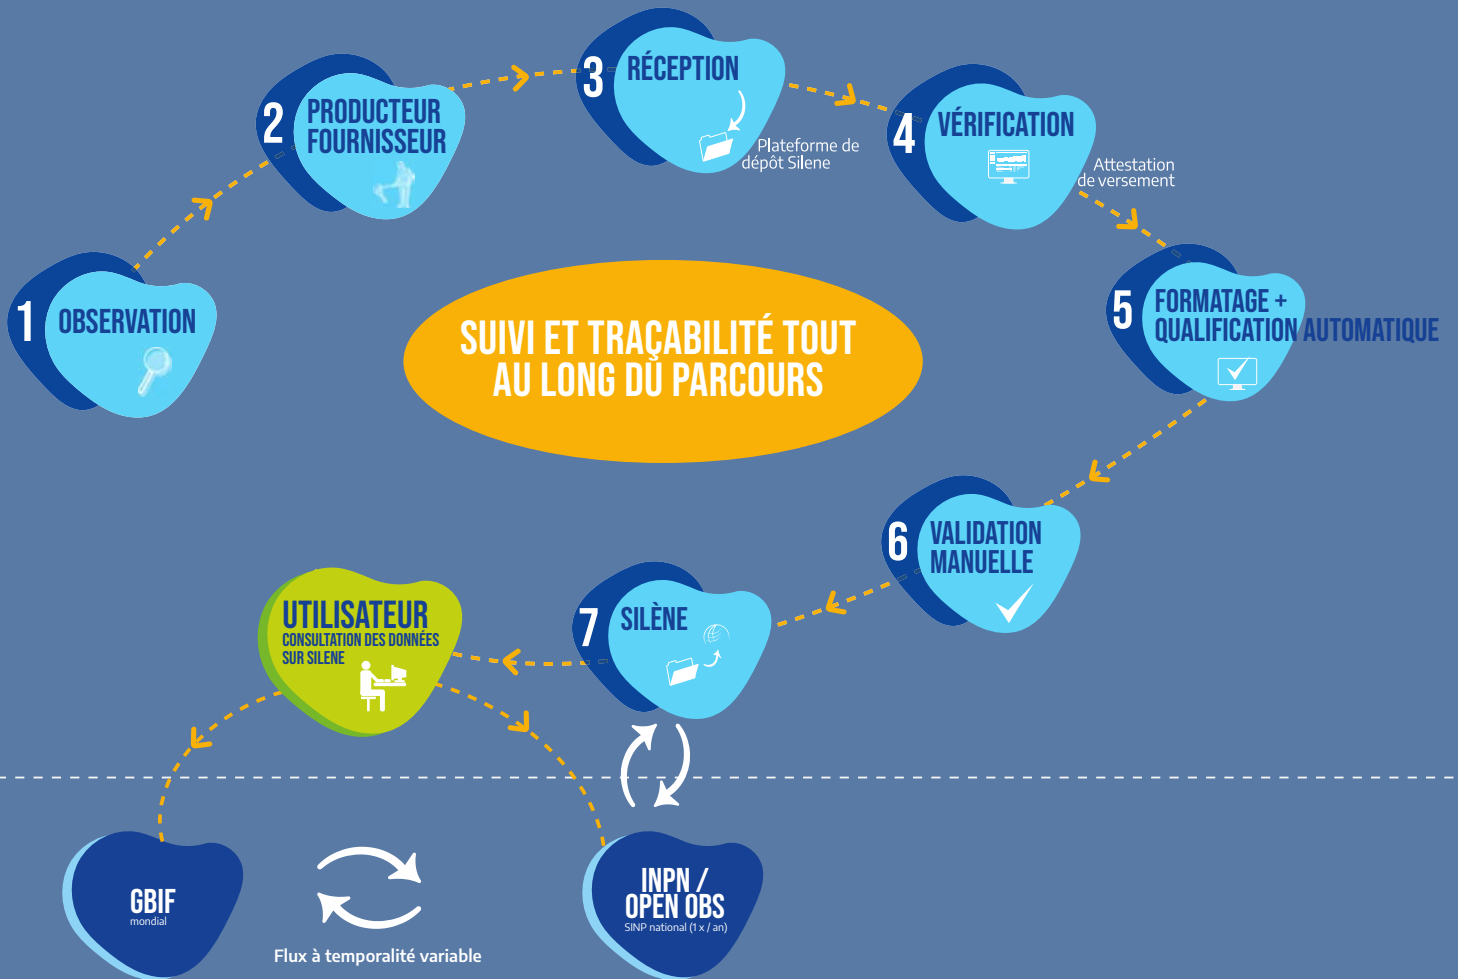 1
OBSERVATION
2
PRODUCTEUR
FOURNISSEUR
3
RÉCEPTION
Plateforme de
dépôt Silene
4
VÉRIFICATION
Attestation
de versement
5
FORMATAGE +
QUALIFICATION AUTOMATIQUE
SUIVI ET TRAÇABILITÉ TOUT
AU LONG DU PARCOURS
6
VALIDATION
MANUELLE
7
SILÈNE
UTILISATEUR
CONSULTATION DES DONNÉES
SUR SILENE
GBIF
mondial
Flux à temporalité variable
INPN /
OPEN OBS
SINP national (1 x / an)